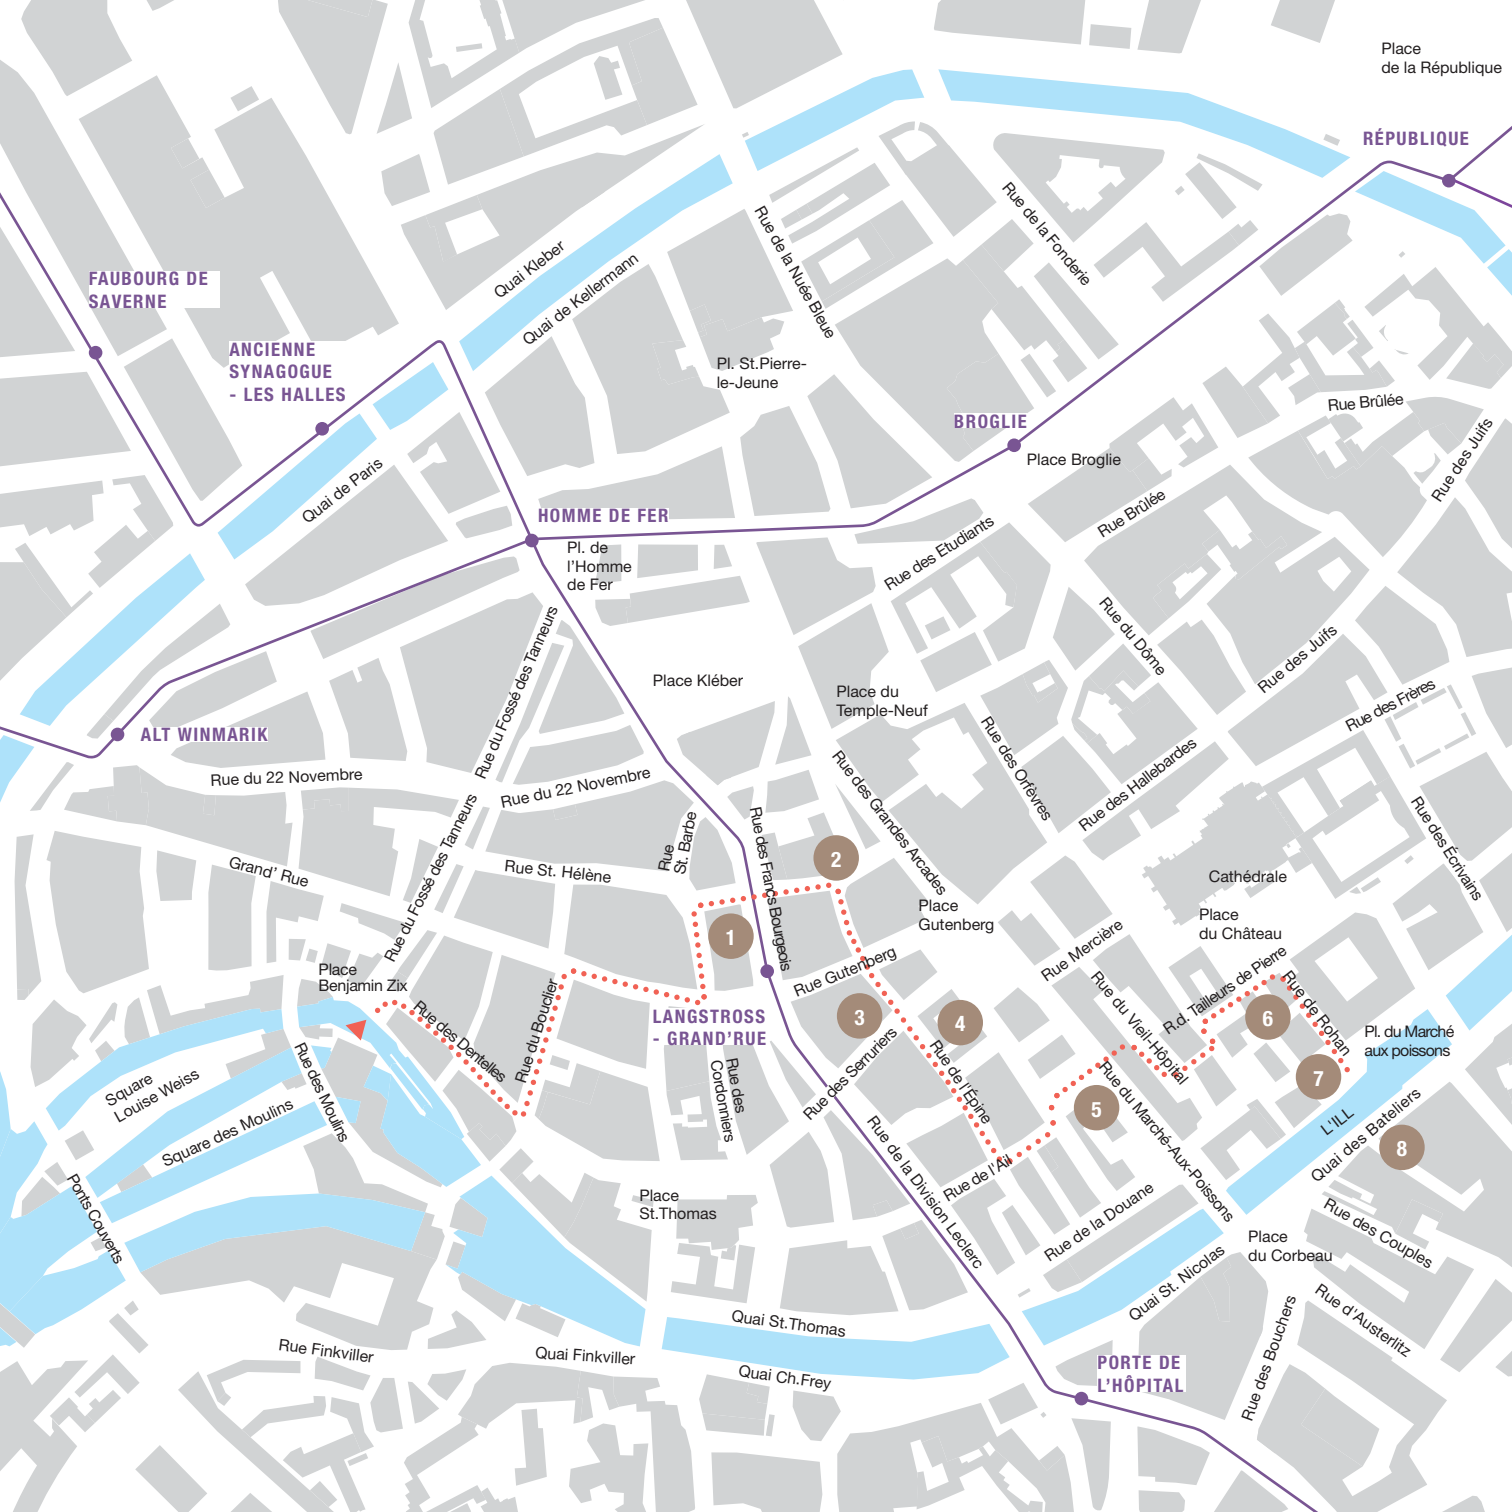 Place
de la République
RÉPUBLIQUE
Rue de la Fonderie
Rue de la Nuée Bleue
Quai Kleber
Quai de Kellermann
FAUBOURG DE
SAVERNE
ANCIENNE
SYNAGOGUE
- LES HALLES
Pl. St.Pierre-
le-Jeune
Rue Brûlée
BROGLIE
Place Broglie
Rue des Juifs
Quai de Paris
Rue Brûlée
HOMME DE FER
Pl. de
l'Homme
de Fer
Rue des Etudiants
Rue du Dôme
Rue des Juifs
Rue du Fossé des Tanneurs
Place Kléber
Place du
Temple-Neuf
Rue des Frères
ALT WINMARIK
Rue des Orfèvres
Rue des Hallebardes
Rue du 22 Novembre
Rue du 22 Novembre
Rue des Grandes Arcades
Rue des Écrivains
Rue
St. Barbe
Rue des Francs Bourgeois
Rue du Fossé des Tanneurs
Grand' Rue
Rue St. Hélène
2
Cathédrale
Place
Gutenberg
Place
du Château
1
Rue Mercière
Rue Gutenberg
Place
Benjamin Zix
Rue des Dentelles
Rue du Bouclier
LANGSTROSS
- GRAND'RUE
3
4
Rue du Vieil-Hôpital
R.d. Tailleurs de Pierre
Rue de Rohan
6
Pl. du Marché
aux poissons
7
Rue des Moulins
Square
Louise Weiss
Square des Moulins
Rue des
Cordonniers
Rue des Serruriers
Rue de l'Épine
5
Rue du Marché-Aux-Poissons
L'ILL
Quai des Bateliers
8
Ponts Couverts
Rue de la Division Leclerc
Rue de l'Ail
Place
St.Thomas
Rue de la Douane
Place
du Corbeau
Rue des Couples
Quai St. Nicolas
Rue d'Austerlitz
Rue des Bouchers
Quai St.Thomas
Rue Finkviller
Quai Finkviller
Quai Ch.Frey
PORTE DE
L'HÔPITAL